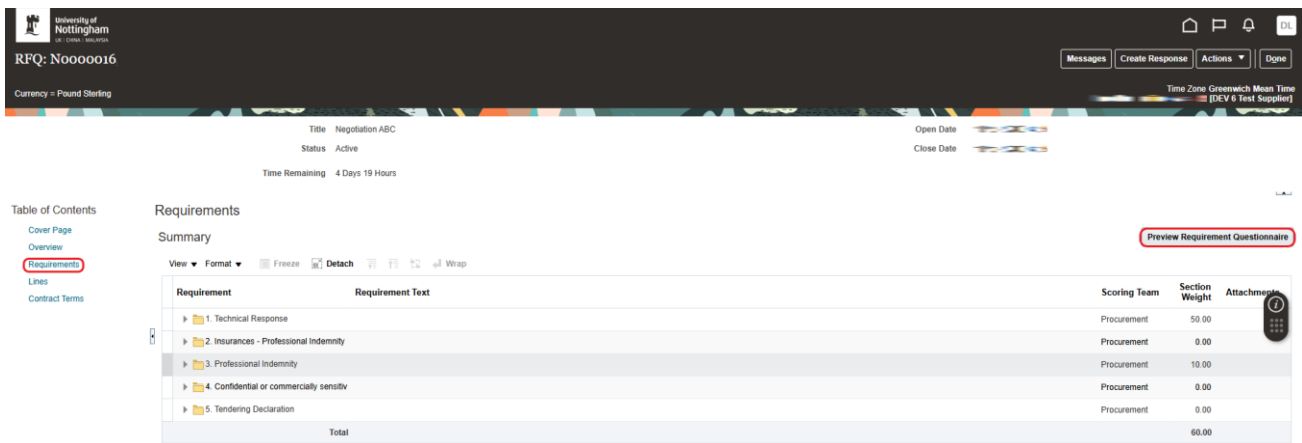 University of
Nottingham
UK | CHINA | MALAYSIA
DL
RFQ: N0000016
Messages Create Response Actions Done
Currency = Pound Sterling
Time Zone Greenwich Mean Time
[DEV 6 Test Supplier]
Title Negotiation ABC
Open Date
Status Active
Close Date
Time Remaining 4 Days 19 Hours
Table of Contents
Cover Page
Overview
Requirements
Lines
Contract Terms
Requirements
Summary
Preview Requirement Questionnaire
View Format Freeze Detach Wrap
Requirement Requirement Text Scoring Team Section Weight Attachments
1. Technical Response Procurement 50.00
2. Insurances - Professional Indemnity Procurement 0.00
3. Professional Indemnity Procurement 10.00
4. Confidential or commercially sensitiv Procurement 0.00
5. Tendering Declaration Procurement 0.00
Total 60.00